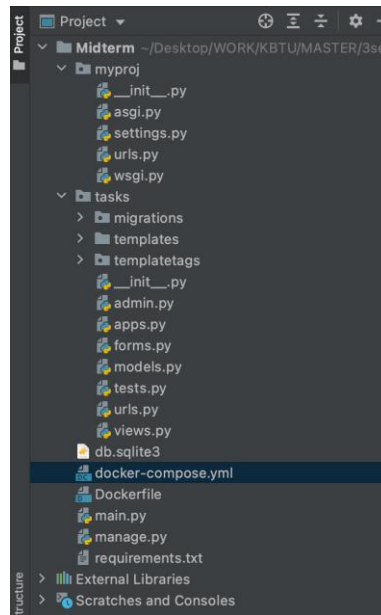 Project
Project
Midterm ~/Desktop/WORK/KBTU/MASTER/3se
myproj
__init__.py
asgi.py
settings.py
urls.py
wsgi.py
tasks
migrations
templates
templatetags
__init__.py
admin.py
apps.py
forms.py
models.py
tests.py
urls.py
views.py
db.sqlite3
docker-compose.yml
Dockerfile
main.py
manage.py
requirements.txt
External Libraries
Scratches and Consoles
tructure